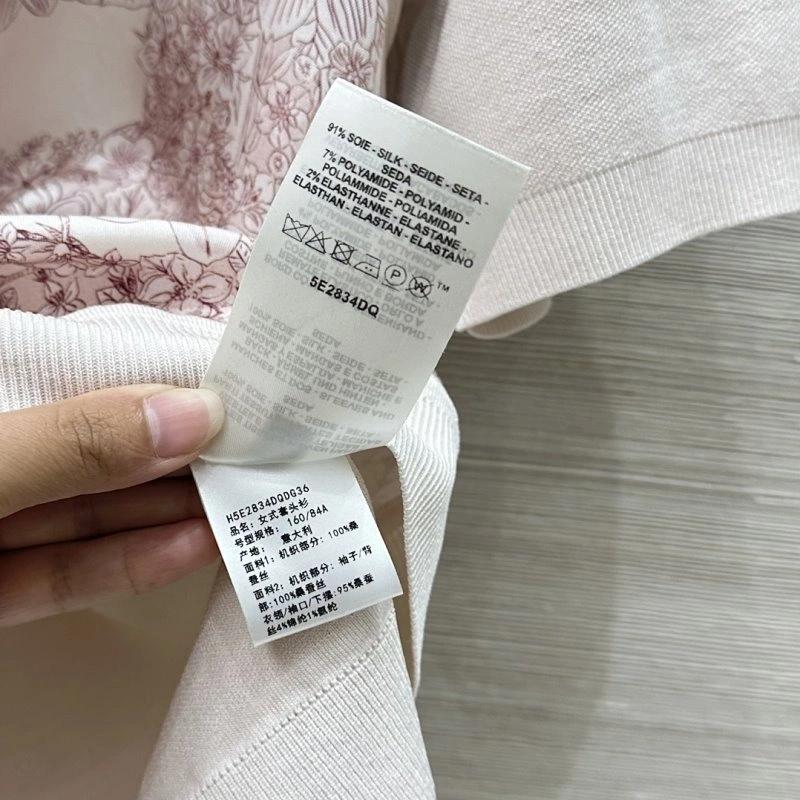 91% SOIE - SILK - SEIDE - SETA -
SEDA
7% POLYAMIDE - POLYAMID -
POLIAMMIDE - POLIAMIDA
2% ELASTHANNE - ELASTANE -
ELASTHAN - ELASTAN - ELASTANO
TM
5E2834DQ
H5E2834DQDG36
品名: 女式套头衫
号型规格: 160/84A
产地: 意大利
面料1: 机织部分: 100%桑
蚕丝
面料2: 机织部分: 袖子/背
部:100%桑蚕丝
衣领/袖口/下摆:95%桑蚕
丝4%锦纶1%氨纶